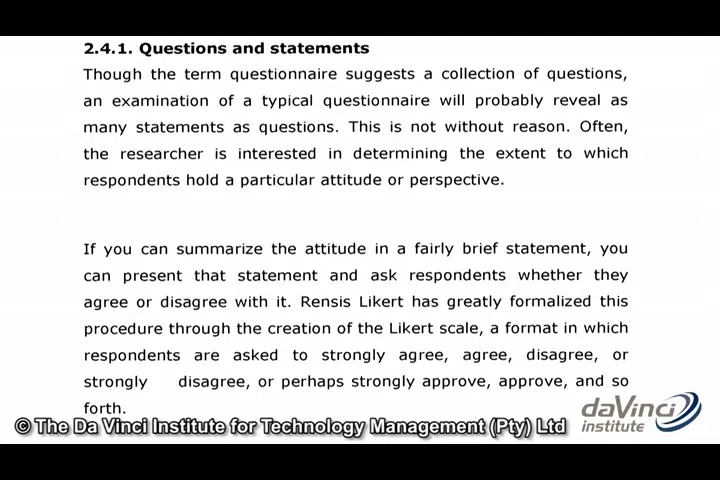 2.4.1. Questions and statements
Though the term questionnaire suggests a collection of questions,
an examination of a typical questionnaire will probably reveal as
many statements as questions. This is not without reason. Often,
the researcher is interested in determining the extent to which
respondents hold a particular attitude or perspective.
If you can summarize the attitude in a fairly brief statement, you
can present that statement and ask respondents whether they
agree or disagree with it. Rensis Likert has greatly formalized this
procedure through the creation of the Likert scale, a format in which
respondents are asked to strongly agree, agree, disagree, or
strongly disagree, or perhaps strongly approve, approve, and so
forth.
© The Da Vinci Institute for Technology Management (Pty) Ltd
daVinci
institute